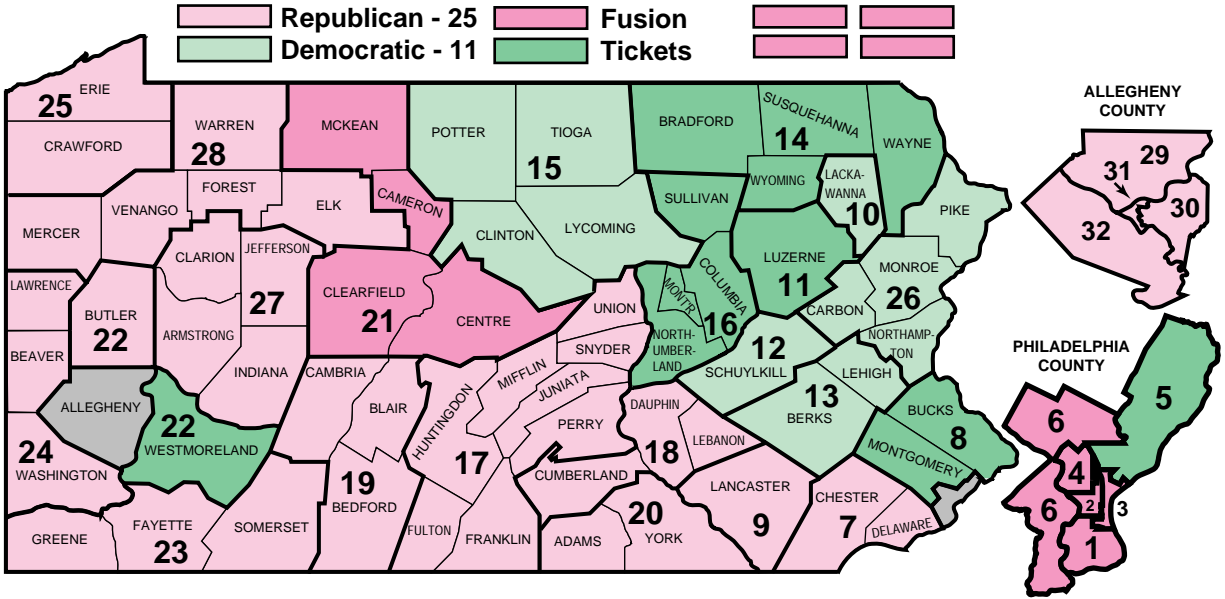 Republican - 25
Fusion
Democratic - 11
Tickets
ALLEGHENY
COUNTY
29
31
30
32
PHILADELPHIA
COUNTY
5
6
4
6
2
3
1
ERIE
25
CRAWFORD
WARREN
28
MCKEAN
POTTER
TIOGA
15
BRADFORD
SUSQUEHANNA
14
WAYNE
WYOMING
LACKA-
WANNA
10
SULLIVAN
PIKE
FOREST
VENANGO
ELK
CAMERON
MERCER
CLINTON
LYCOMING
CLARION
JEFFERSON
27
LAWRENCE
BUTLER
22
CLEARFIELD
21
CENTRE
UNION
MONT'R
COLUMBIA
16
LUZERNE
11
MONROE
26
CARBON
NORTHAMP-
TON
BEAVER
ARMSTRONG
INDIANA
SNYDER
NORTH-
UMBER-
LAND
12
SCHUYLKILL
LEHIGH
13
BERKS
ALLEGHENY
22
WESTMORELAND
CAMBRIA
BLAIR
HUNTINGDON
MIFFLIN
JUNIATA
PERRY
DAUPHIN
18
LEBANON
BUCKS
8
MONTGOMERY
24
WASHINGTON
19
BEDFORD
17
CUMBERLAND
LANCASTER
9
CHESTER
7
DELAWARE
GREENE
FAYETTE
23
SOMERSET
FULTON
FRANKLIN
ADAMS
20
YORK